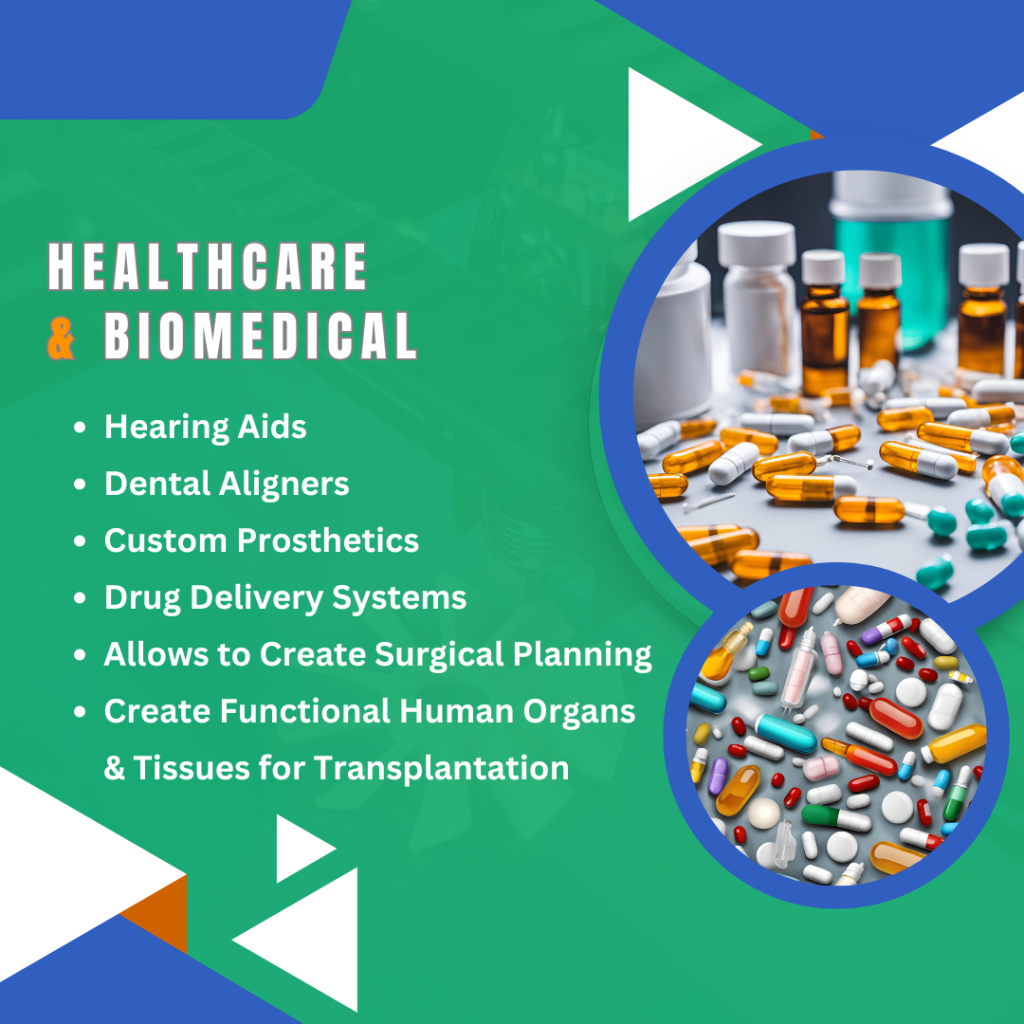 HEALTHCARE
& BIOMEDICAL
• Hearing Aids
• Dental Aligners
• Custom Prosthetics
• Drug Delivery Systems
• Allows to Create Surgical Planning
• Create Functional Human Organs
& Tissues for Transplantation